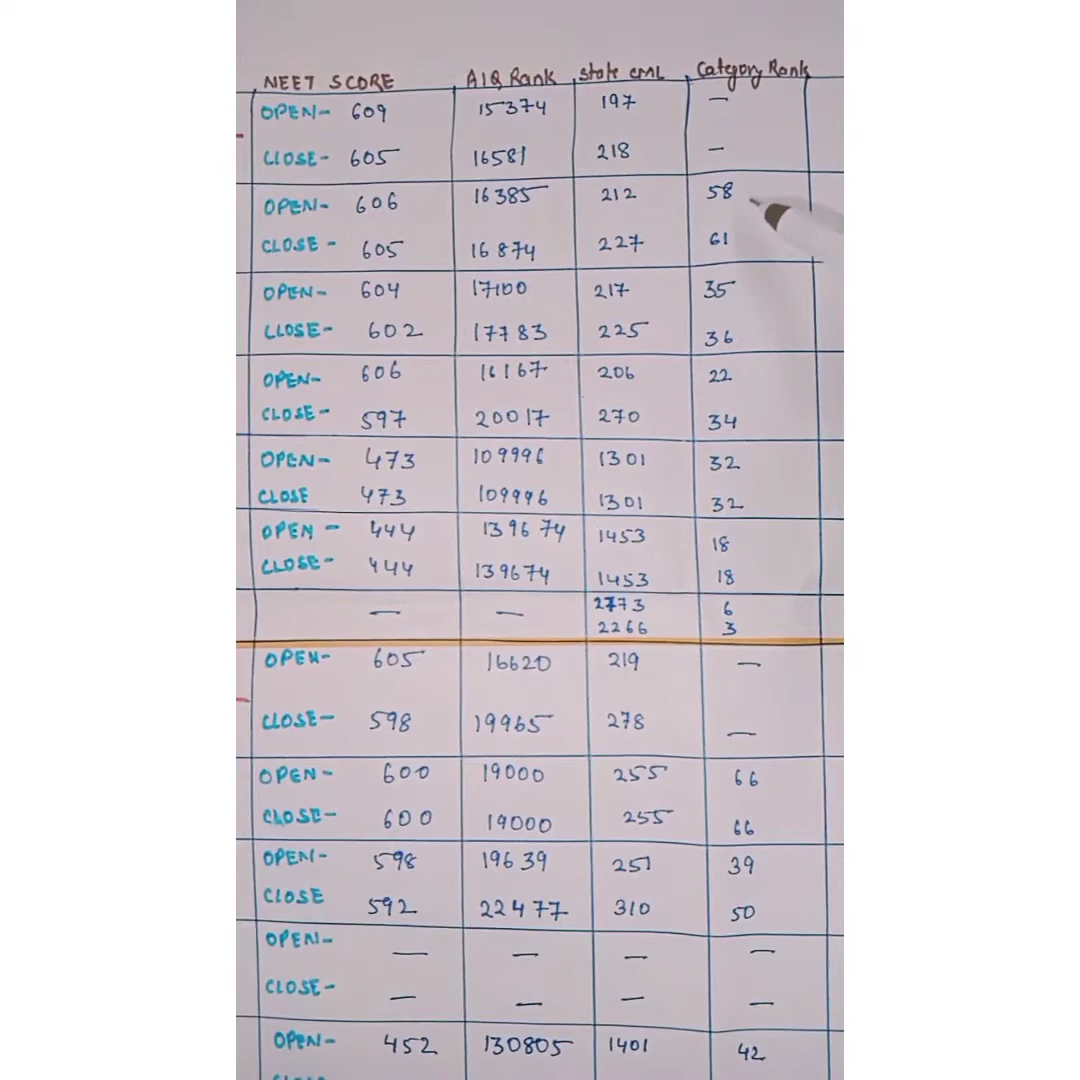 NEET SCORE AIQ Rank State CML Category Rank
OPEN- 609 15374 197 —
CLOSE- 605 16581 218 —
OPEN- 606 16385 212 58
CLOSE- 605 16874 227 61
OPEN- 604 17100 217 35
CLOSE- 602 17783 225 36
OPEN- 606 16167 206 22
CLOSE- 597 20017 270 34
OPEN- 473 109996 1301 32
CLOSE 473 109996 1301 32
OPEN- 444 139674 1453 18
CLOSE- 444 139674 1453 18
— — 2773 6
2266 3
OPEN- 605 16620 219 —
CLOSE- 598 19965 278 —
OPEN- 600 19000 255 66
CLOSE- 600 19000 255 66
OPEN- 598 19639 251 39
CLOSE 592 22477 310 50
OPEN- — — — —
CLOSE- — — — —
OPEN- 452 130805 1401 42